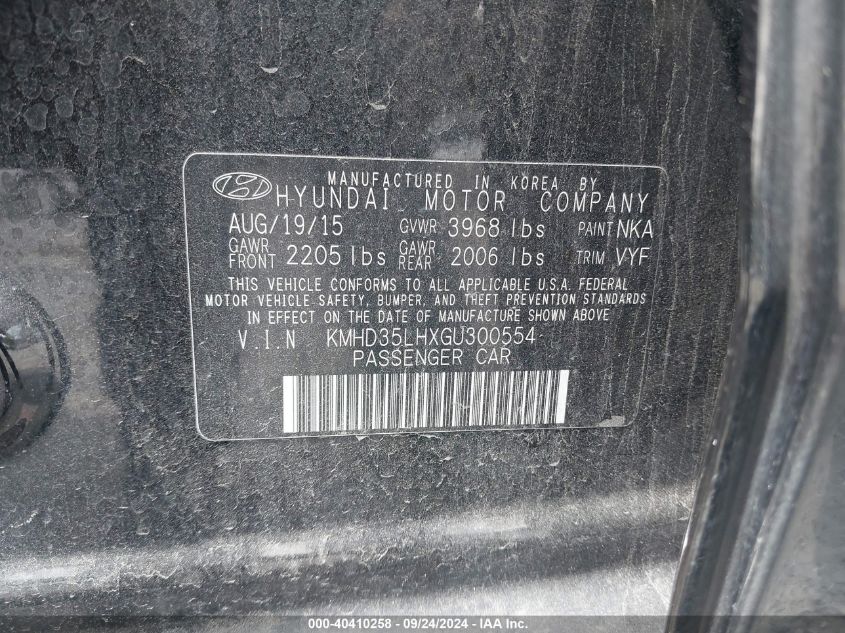 MANUFACTURED IN KOREA BY
HYUNDAI MOTOR COMPANY
AUG/19/15 GVWR 3968 lbs PAINT NKA
GAWR FRONT 2205 lbs GAWR REAR 2006 lbs TRIM VYF
THIS VEHICLE CONFORMS TO ALL APPLICABLE U.S.A. FEDERAL
MOTOR VEHICLE SAFETY, BUMPER, AND THEFT PREVENTION STANDARDS
IN EFFECT ON THE DATE OF MANUFACTURE SHOWN ABOVE
V.I.N KMHD35LHXGU300554
PASSENGER CAR
000-40410258 - 09/24/2024 - IAA Inc.